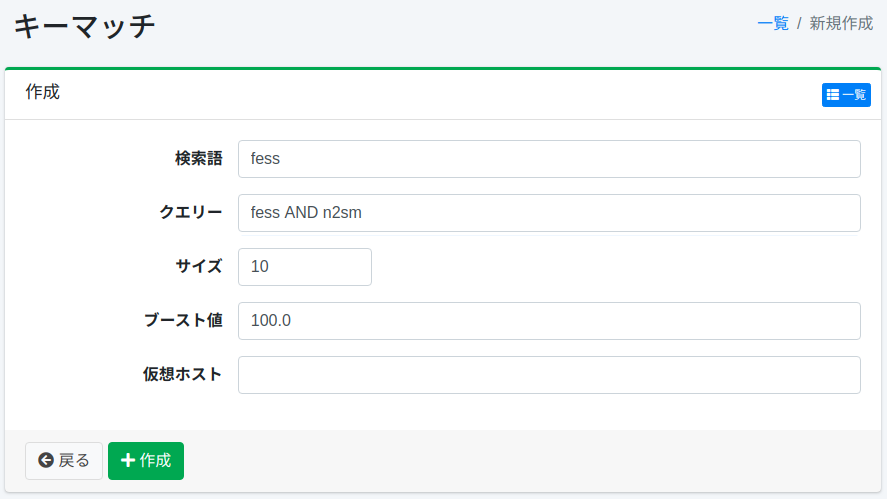 キーマッチ
一覧 / 新規作成
作成
一覧
検索語 fess
クエリー fess AND n2sm
サイズ 10
ブースト値 100.0
仮想ホスト
戻る 作成